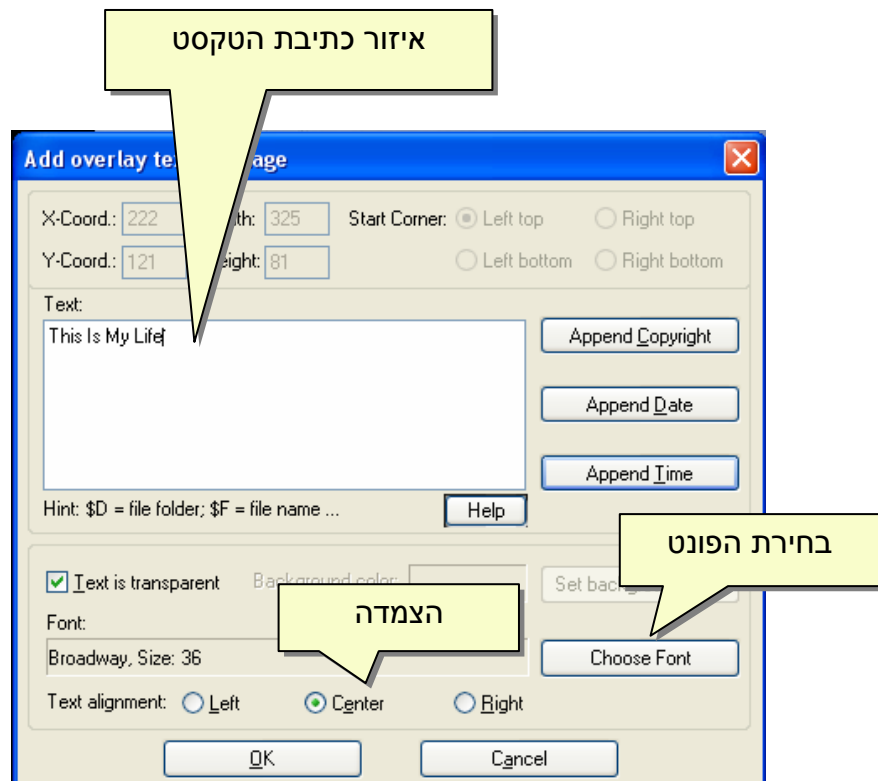 איזור כתיבת הטקסט
Add overlay te age
X-Coord.: 222 th: 325 Start Corner: Left top Right top
Y-Coord.: 121 eight: 81 Left bottom Right bottom
Text:
This Is My Life
Append Copyright
Append Date
Append Time
Hint: $D = file folder; $F = file name ...
Help
בחירת הפונט
Text is transparent Background color: Set bac
הצמדה
Font:
Broadway, Size: 36
Choose Font
Text alignment: Left Center Right
OK Cancel